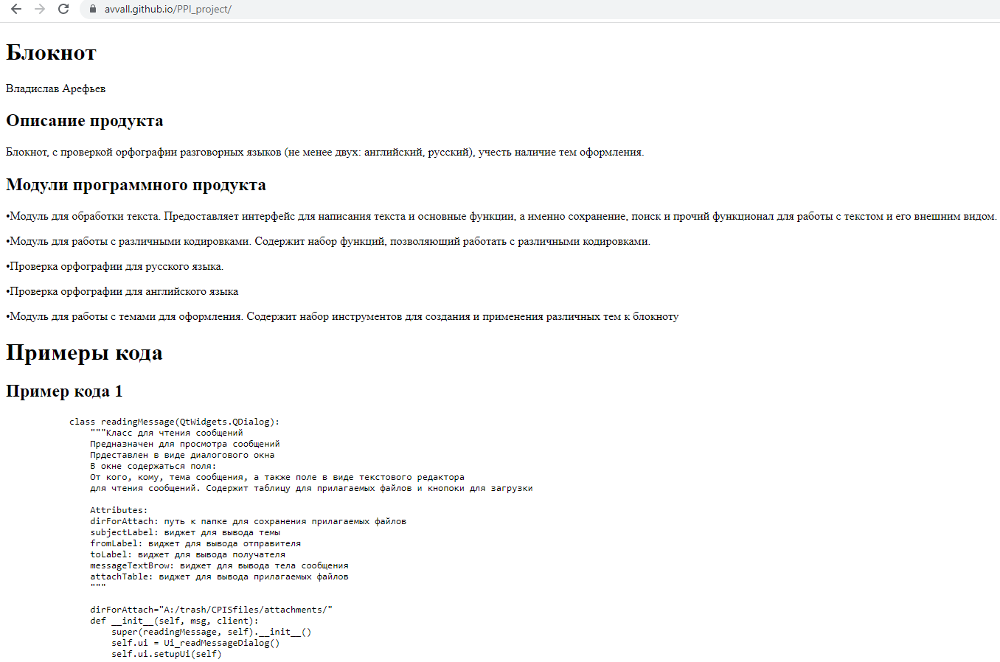 avvall.github.io/PPI_project/
Блокнот
Владислав Арефьев
Описание продукта
Блокнот, с проверкой орфографии разговорных языков (не менее двух: английский, русский), учесть наличие тем оформления.
Модули программного продукта
•Модуль для обработки текста. Предоставляет интерфейс для написания текста и основные функции, а именно сохранение, поиск и прочий функционал для работы с текстом и его внешним видом.
•Модуль для работы с различными кодировками. Содержит набор функций, позволяющий работать с различными кодировками.
•Проверка орфографии для русского языка.
•Проверка орфографии для английского языка
•Модуль для работы с темами для оформления. Содержит набор инструментов для создания и применения различных тем к блокноту
Примеры кода
Пример кода 1
class readingMessage(QtWidgets.QDialog):
"""Класс для чтения сообщений
Предназначен для просмотра сообщений
Прдеставлен в виде диалогового окна
В окне содержаться поля:
От кого, кому, тема сообщения, а также поле в виде текстового редактора
для чтения сообщений. Содержит таблицу для прилагаемых файлов и кнопоки для загрузки
Attributes:
dirForAttach: путь к папке для сохранения прилагаемых файлов
subjectLabel: виджет для вывода темы
fromLabel: виджет для вывода отправителя
toLabel: виджет для вывода получателя
messageTextBrow: виджет для вывода тела сообщения
attachTable: виджет для вывода прилагаемых файлов
"""
dirForAttach="A:/trash/CPISfiles/attachments/"
def __init__(self, msg, client):
super(readingMessage, self).__init__()
self.ui = Ui_readMessageDialog()
self.ui.setupUi(self)